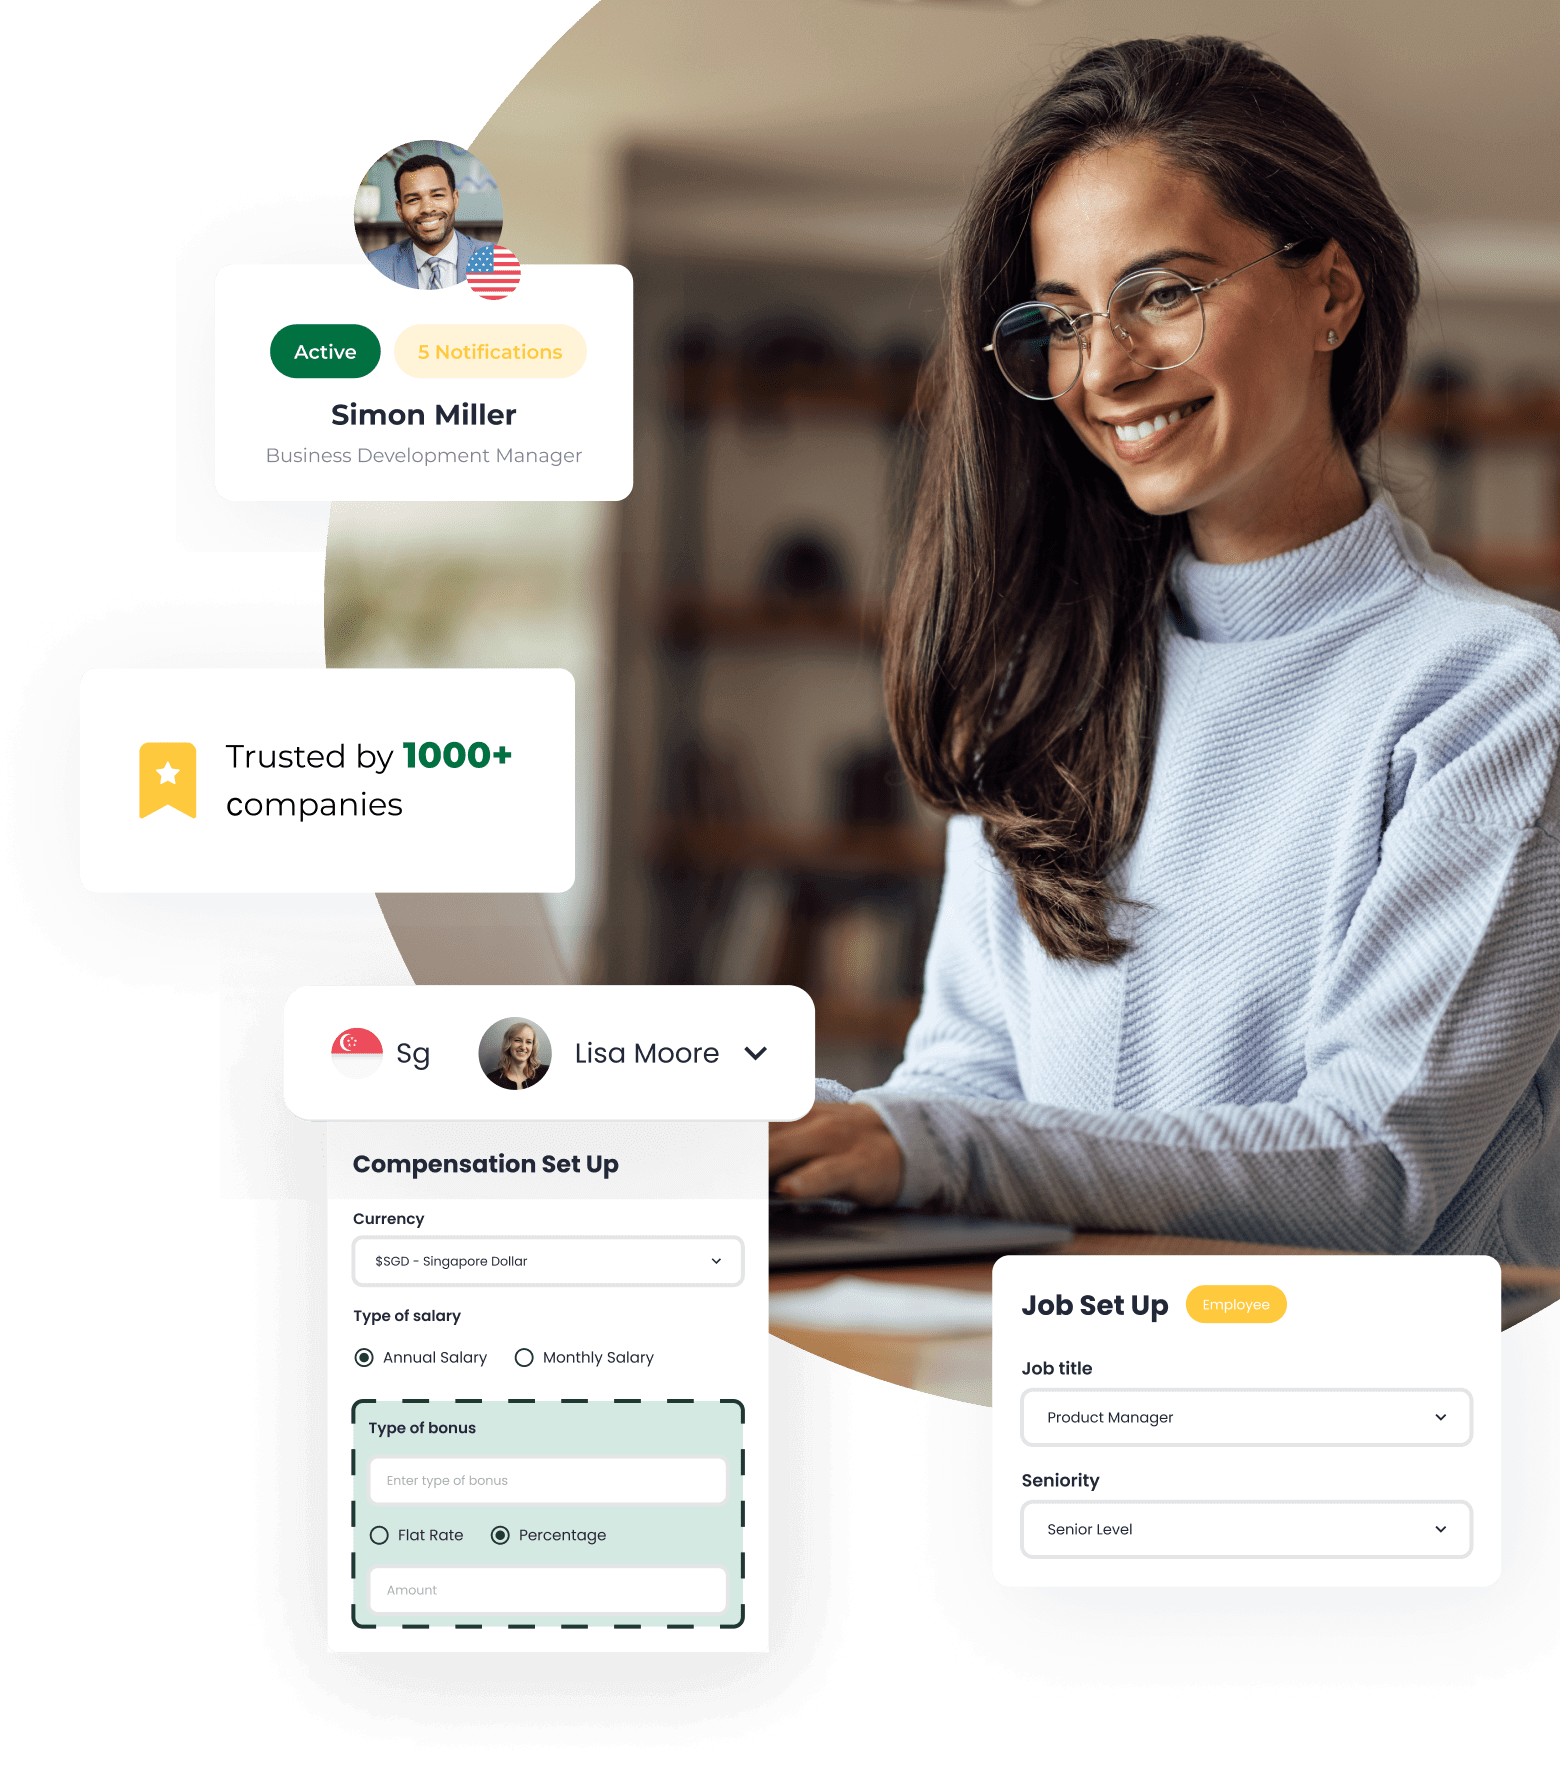 Active
5 Notifications
Simon Miller
Business Development Manager
Trusted by 1000+
companies
Sg
Lisa Moore
Compensation Set Up
Currency
$SGD - Singapore Dollar
Type of salary
Annual Salary
Monthly Salary
Type of bonus
Enter type of bonus
Flat Rate
Percentage
Amount
Job Set Up
Employee
Job title
Product Manager
Seniority
Senior Level